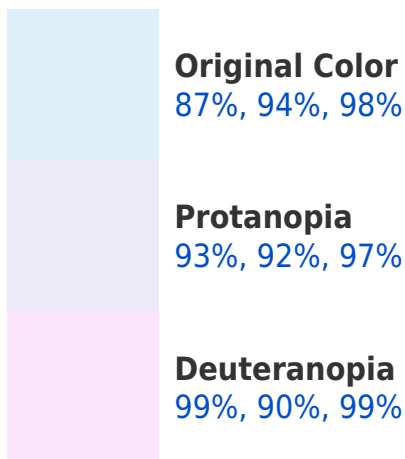 Original Color
87%, 94%, 98%
Protanopia
93%, 92%, 97%
Deuteranopia
99%, 90%, 99%